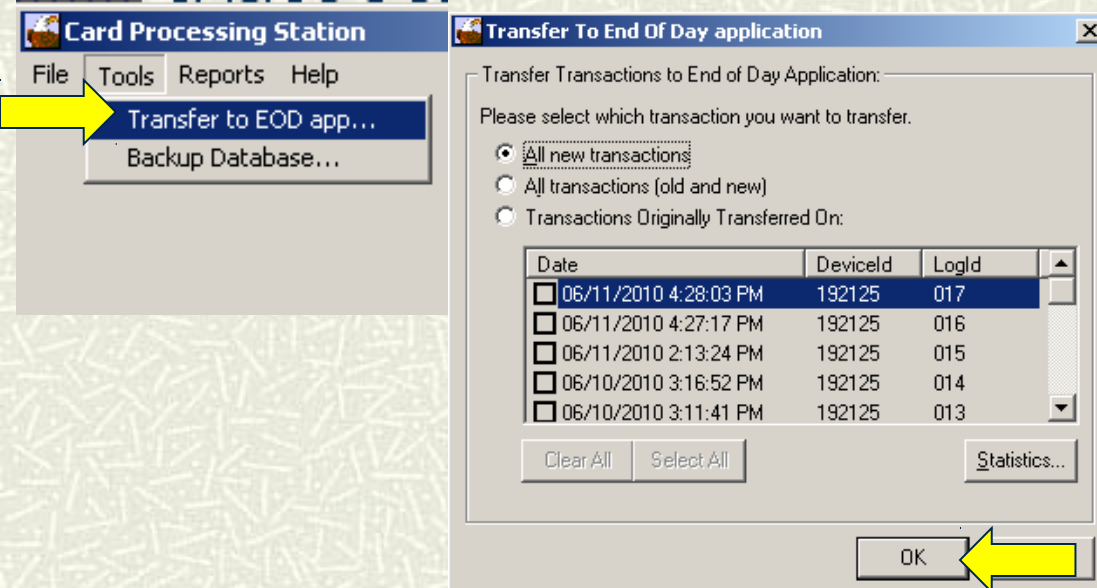 Card Processing Station
File Tools Reports Help
Transfer to EOD app...
Backup Database...
Transfer To End Of Day application
Transfer Transactions to End of Day Application:
Please select which transaction you want to transfer.
All new transactions
All transactions (old and new)
Transactions Originally Transferred On:
Date DeviceId LogId
06/11/2010 4:28:03 PM 192125 017
06/11/2010 4:27:17 PM 192125 016
06/11/2010 2:13:24 PM 192125 015
06/10/2010 3:16:52 PM 192125 014
06/10/2010 3:11:41 PM 192125 013
Clear All Select All Statistics...
OK